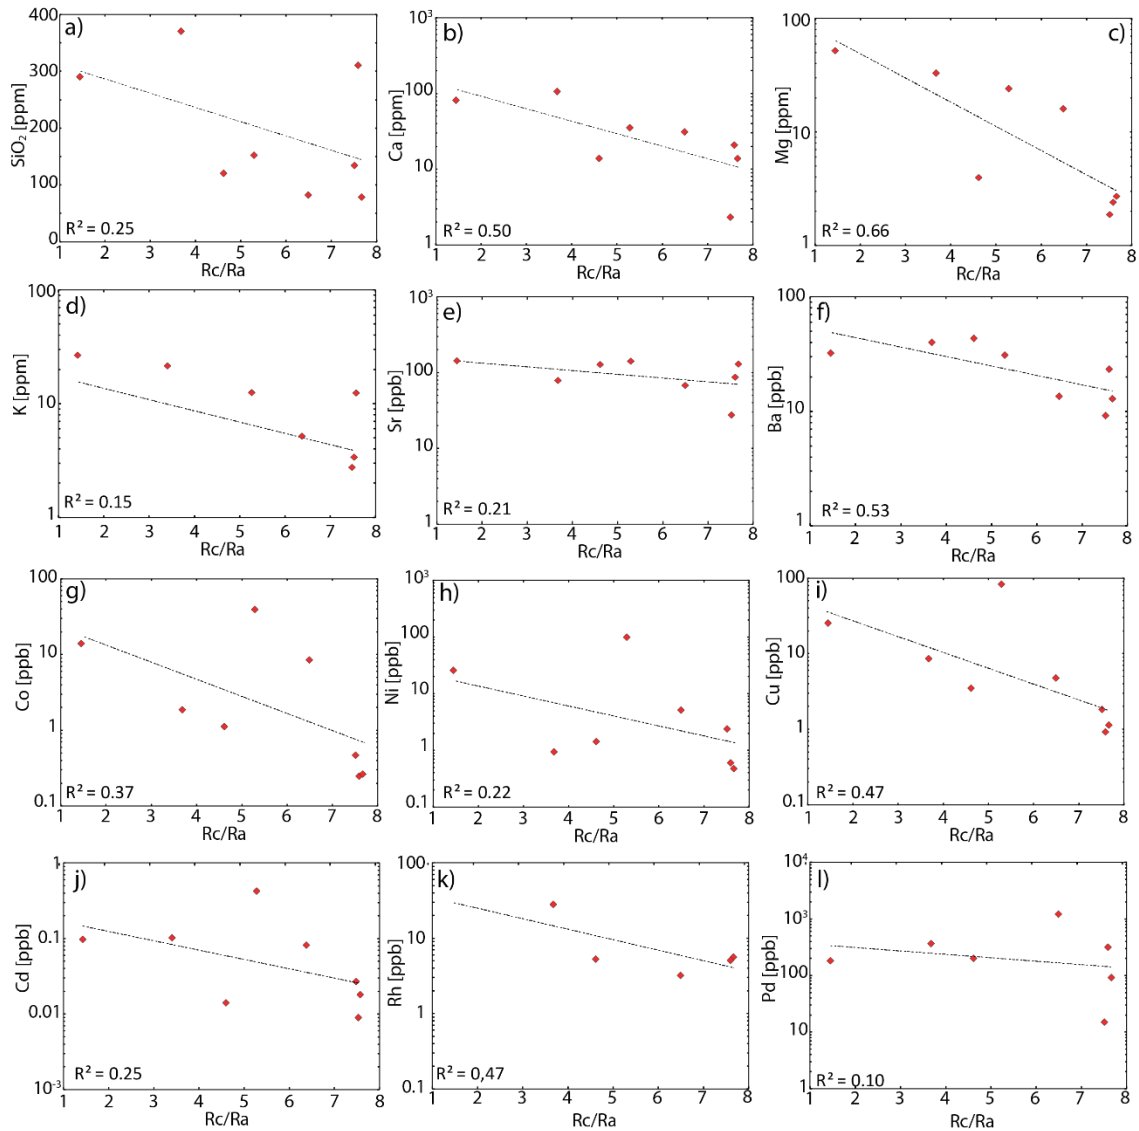 a)
400
300
200
100
0
SiO₂ [ppm]
R² = 0.25
1 2 3 4 5 6 7 8
Rc/Ra
b)
10³
100
10
1
Ca [ppm]
R² = 0.50
1 2 3 4 5 6 7 8
Rc/Ra
c)
100
10
1
Mg [ppm]
R² = 0.66
1 2 3 4 5 6 7 8
Rc/Ra
d)
100
10
1
K [ppm]
R² = 0.15
1 2 3 4 5 6 7 8
Rc/Ra
e)
10³
100
10
1
Sr [ppb]
R² = 0.21
1 2 3 4 5 6 7 8
Rc/Ra
f)
100
10
1
Ba [ppb]
R² = 0.53
1 2 3 4 5 6 7 8
Rc/Ra
g)
100
10
1
0.1
Co [ppb]
R² = 0.37
1 2 3 4 5 6 7 8
Rc/Ra
h)
10³
100
10
1
0.1
Ni [ppb]
R² = 0.22
1 2 3 4 5 6 7 8
Rc/Ra
i)
100
10
1
0.1
Cu [ppb]
R² = 0.47
1 2 3 4 5 6 7 8
Rc/Ra
j)
1
0.1
0.01
10⁻³
Cd [ppb]
R² = 0.25
1 2 3 4 5 6 7 8
Rc/Ra
k)
100
10
1
0.1
Rh [ppb]
R² = 0,47
1 2 3 4 5 6 7 8
Rc/Ra
l)
10⁴
10³
100
10
1
Pd [ppb]
R² = 0.10
1 2 3 4 5 6 7 8
Rc/Ra